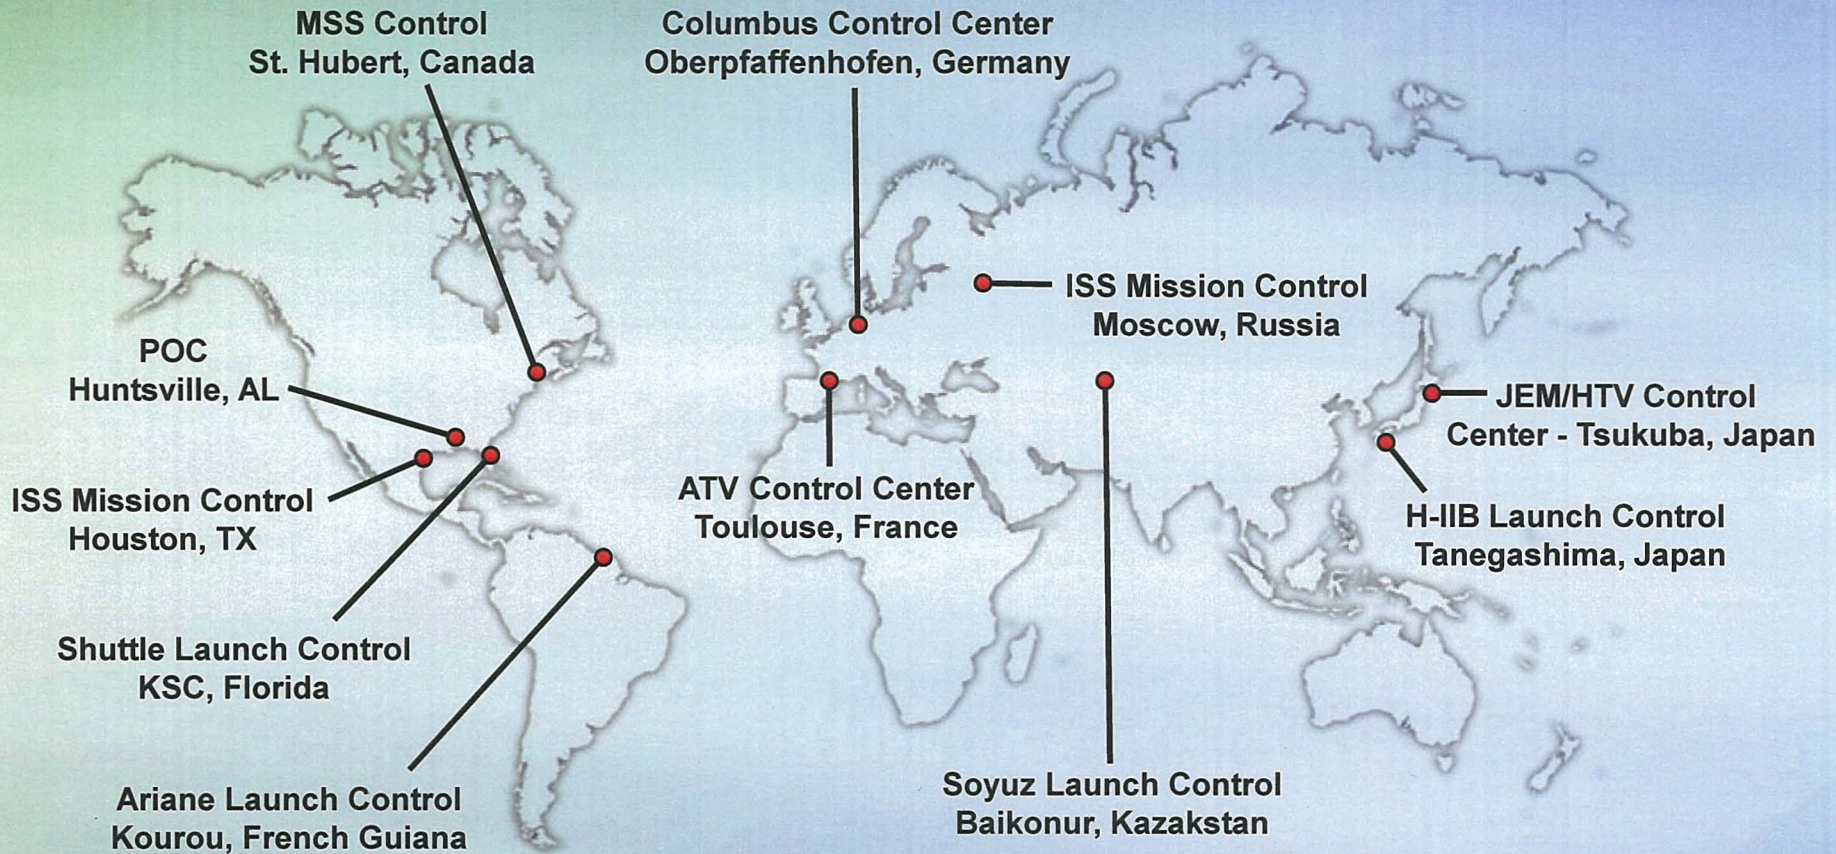 MSS Control
St. Hubert, Canada
Columbus Control Center
Oberpfaffenhofen, Germany
ISS Mission Control
Moscow, Russia
POC
Huntsville, AL
JEM/HTV Control
Center - Tsukuba, Japan
ISS Mission Control
Houston, TX
ATV Control Center
Toulouse, France
H-IIB Launch Control
Tanegashima, Japan
Shuttle Launch Control
KSC, Florida
Ariane Launch Control
Kourou, French Guiana
Soyuz Launch Control
Baikonur, Kazakstan